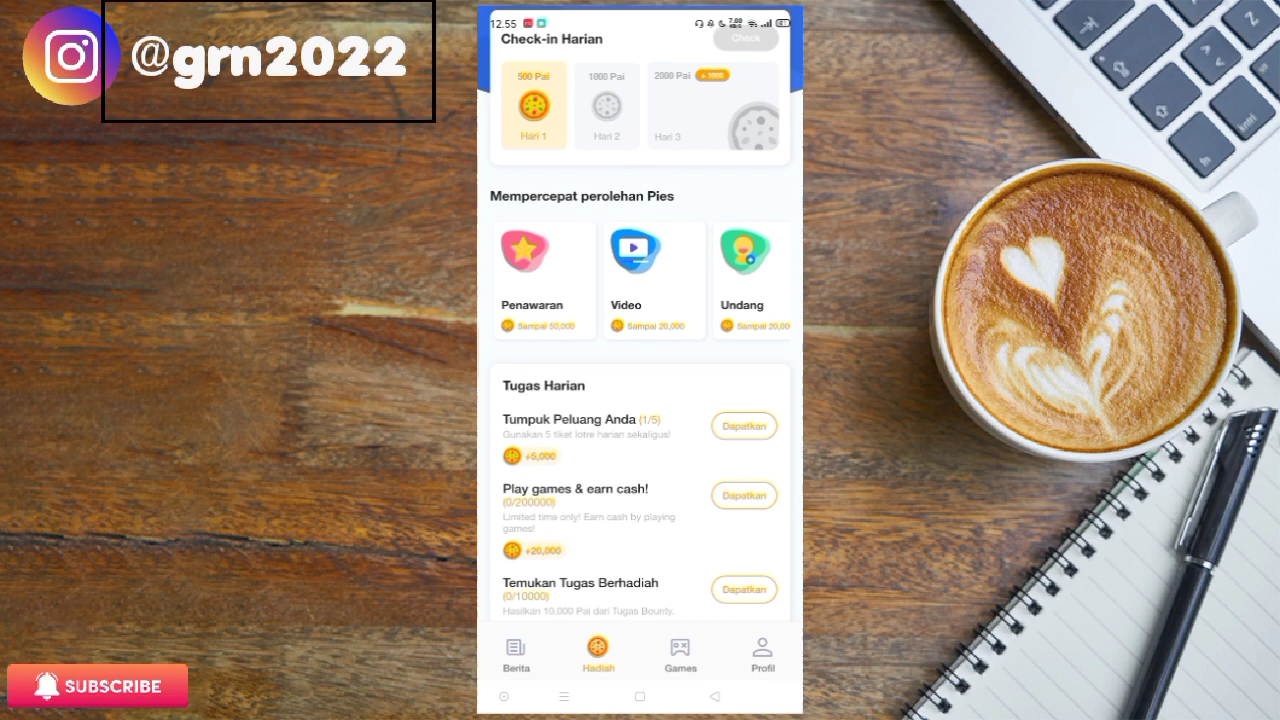 @grn2022
12.55
7.00
Check-in Harian
Check
500 Pai
1000 Pai
2000 Pai
+ 1000
Hari 1
Hari 2
Hari 3
Mempercepat perolehan Pies
Penawaran
Video
Undang
Sampai 50,000
Sampai 20,000
Sampai 20,00
Tugas Harian
Tumpuk Peluang Anda (1/5)
Dapatkan
Gunakan 5 tiket lotre harian sekaligus!
+5,000
Play games & earn cash!
(0/200000)
Dapatkan
Limited time only! Earn cash by playing
games!
+20,000
Temukan Tugas Berhadiah
(0/10000)
Dapatkan
Hasilkan 10.000 Pai dari Tugas Bounty.
Berita
Hadiah
Games
Profil
SUBSCRIBE